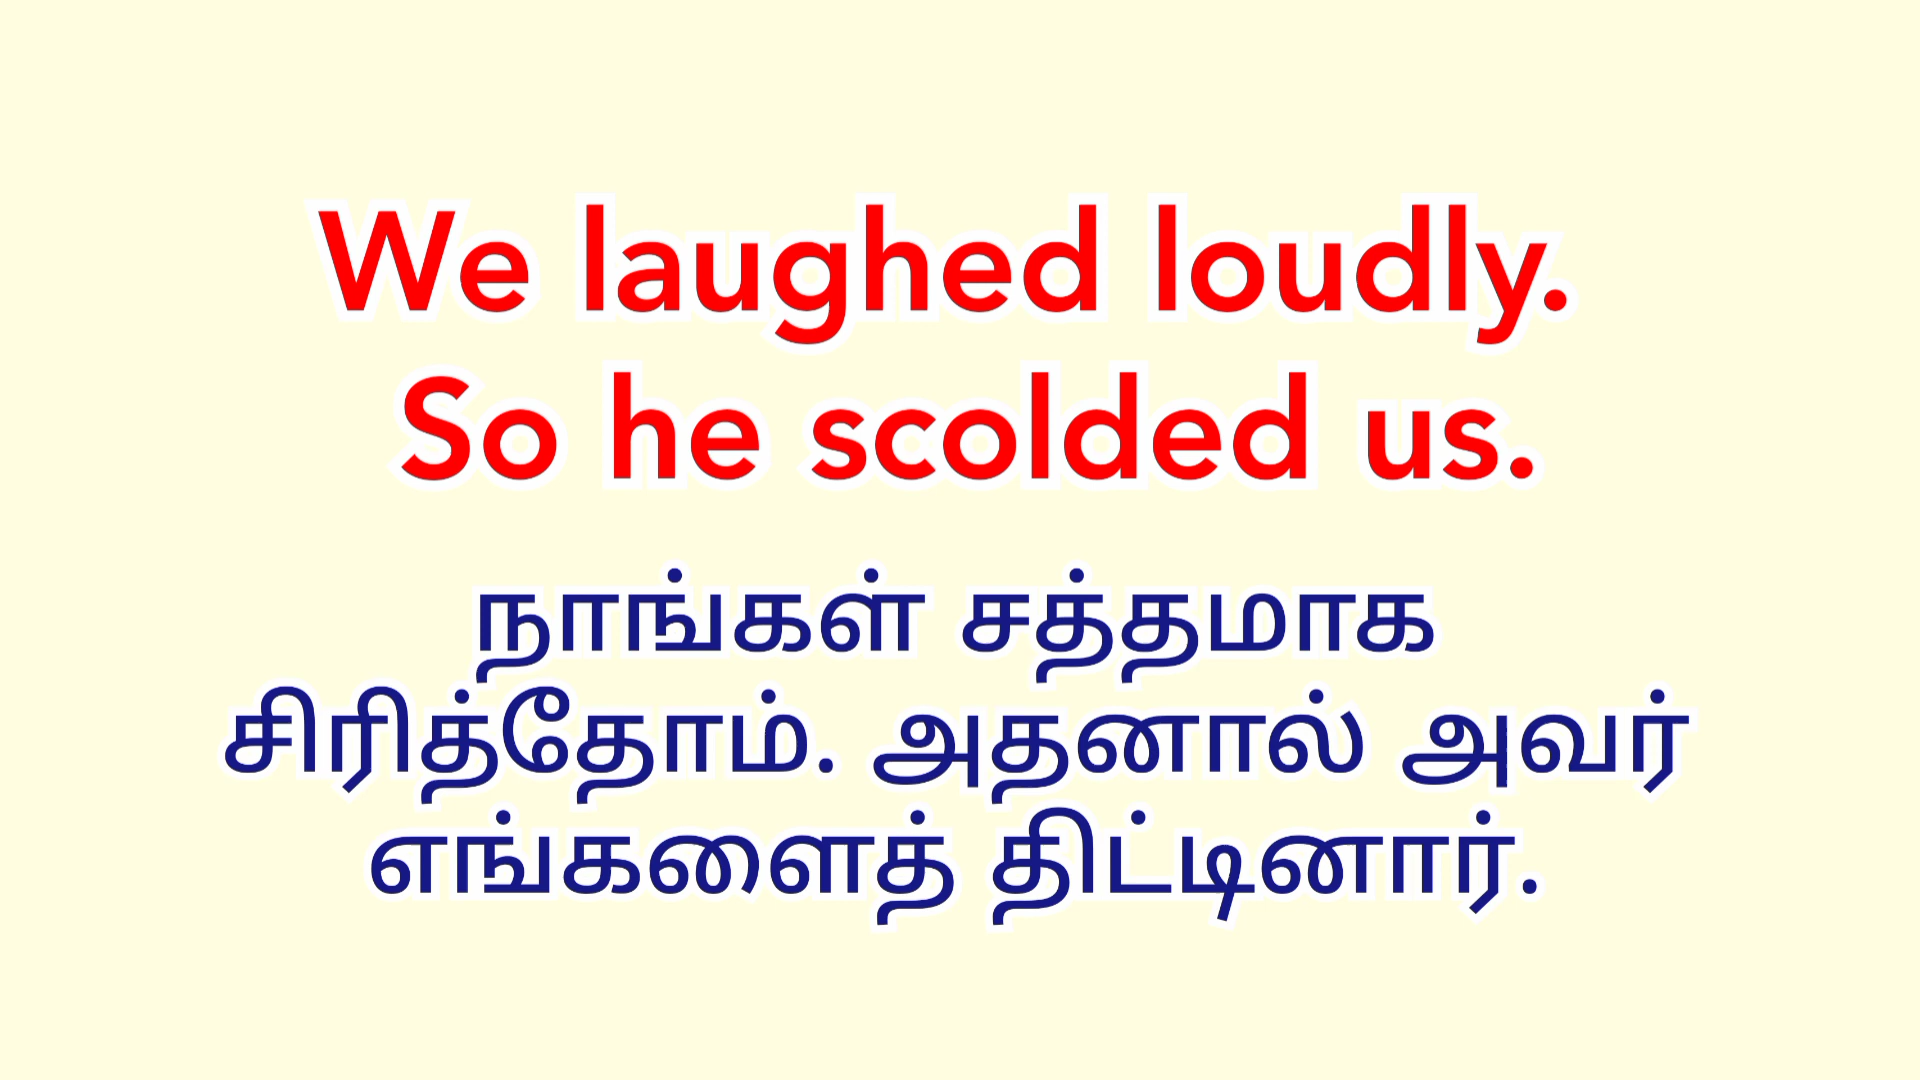 We laughed loudly.
So he scolded us.
நாங்கள் சத்தமாக
சிரித்தோம். அதனால் அவர்
எங்களைத் திட்டினார்.